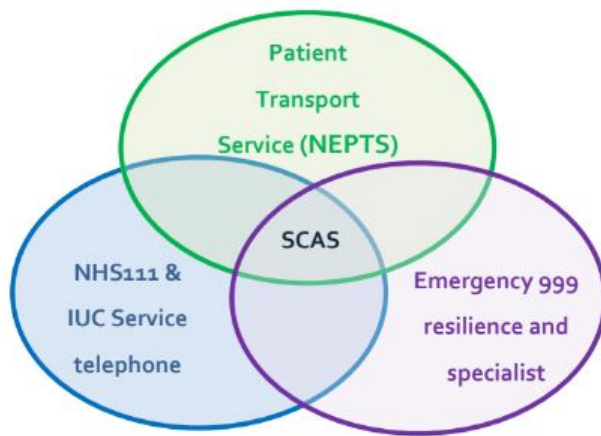 Patient
Transport
Service (NEPTS)
SCAS
NHS111 &
IUC Service
telephone
Emergency 999
resilience and
specialist